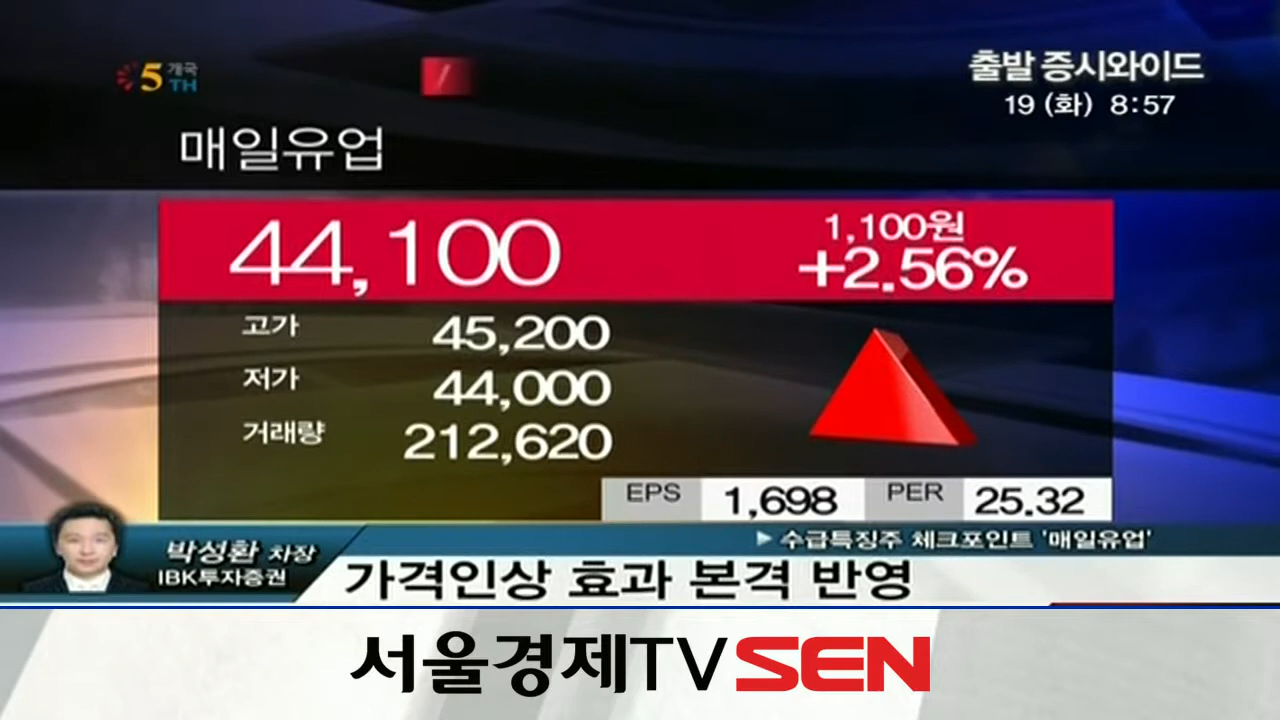 5 개국
TH
출발 증시와이드
19 (화) 8:57
매일유업
44,100
1,100원
+2.56%
고가 45,200
저가 44,000
거래량 212,620
EPS 1,698 PER 25.32
▶수급특징주 체크포인트 '매일유업'
박성환 차장
IBK투자증권
가격인상 효과 본격 반영
서울경제TV SEN